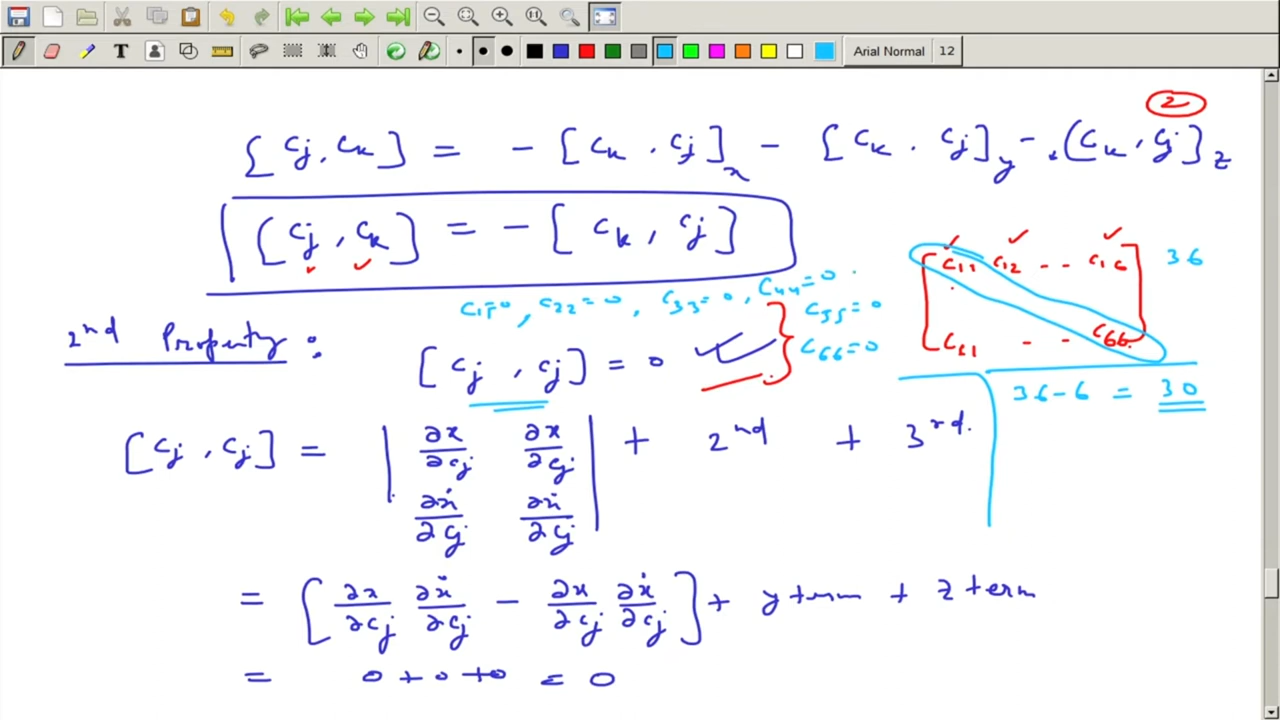 Arial Normal 12
2
[Cj, Ck] = - [Ck, Cj]x - [Ck, Cj]y - [Ck, Cj]z
[Cj, Ck] = - [Ck, Cj]
C11 C12 - - C16 36
C61 - - C66
C11=0, C22=0, C33=0, C44=0
C55=0
C66=0
2nd Property:
[Cj, Cj] = 0
36-6 = 30
[Cj, Cj] = | ∂x/∂Cj ∂x/∂Cj | + 2nd + 3rd.
∂ẋ/∂Cj ∂ẋ/∂Cj
= [∂x/∂Cj ∂ẋ/∂Cj - ∂x/∂Cj ∂ẋ/∂Cj] + y term + z term
= 0 + 0 + 0 = 0